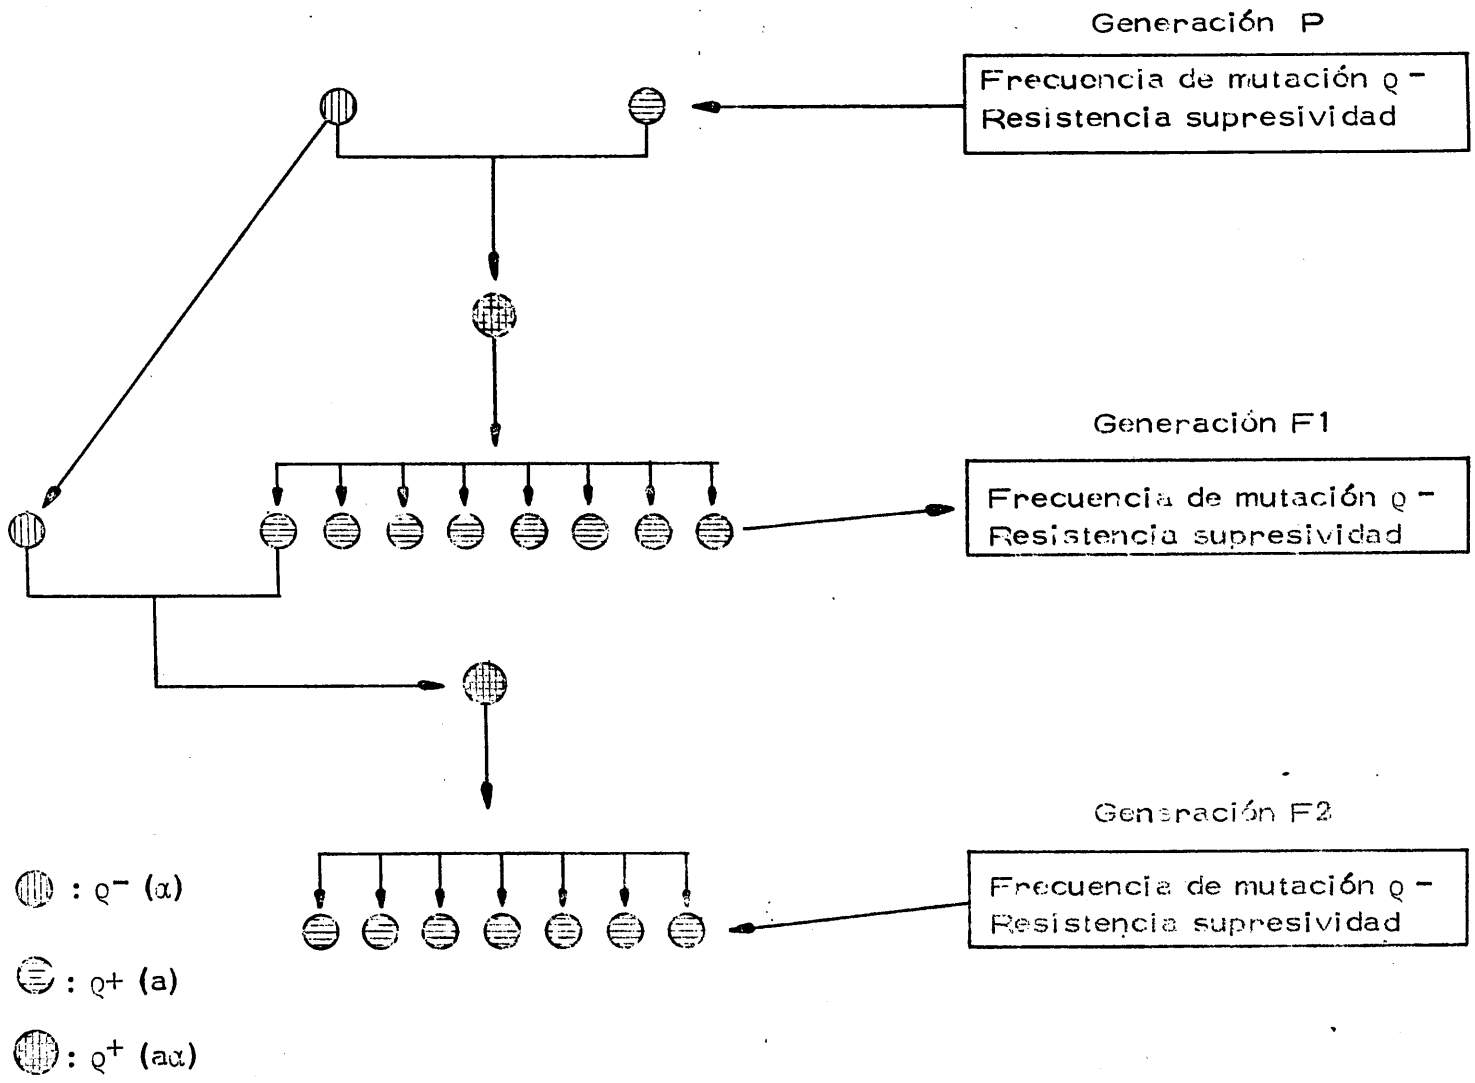 Generación P
Frecuencia de mutación ϱ -
Resistencia supresividad
Generación F1
Frecuencia de mutación ϱ -
Resistencia supresividad
Generación F2
Frecuencia de mutación ϱ -
Resistencia supresividad
: ϱ- (α)
: ϱ+ (a)
: ϱ+ (aα)